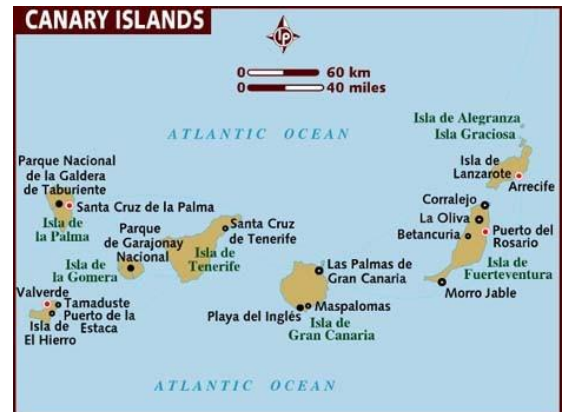 CANARY ISLANDS
lp
0 60 km
0 40 miles
ATLANTIC OCEAN
Isla de Alegranza
Isla Graciosa
Isla de
Lanzarote
Arrecife
Parque Nacional
de la Galdera
de Taburiente
Santa Cruz de la Palma
Isla de
la Palma
Corralejo
La Oliva
Betancuria
Puerto del
Rosario
Parque
de Garajonay
Nacional
Santa Cruz
de Tenerife
Isla de
Tenerife
Isla de
la Gomera
Las Palmas de
Gran Canaria
Isla de
Fuerteventura
Morro Jable
Valverde
Tamaduste
Puerto de la
Estaca
Isla de
El Hierro
Maspalomas
Playa del Inglés
Isla de
Gran Canaria
ATLANTIC OCEAN